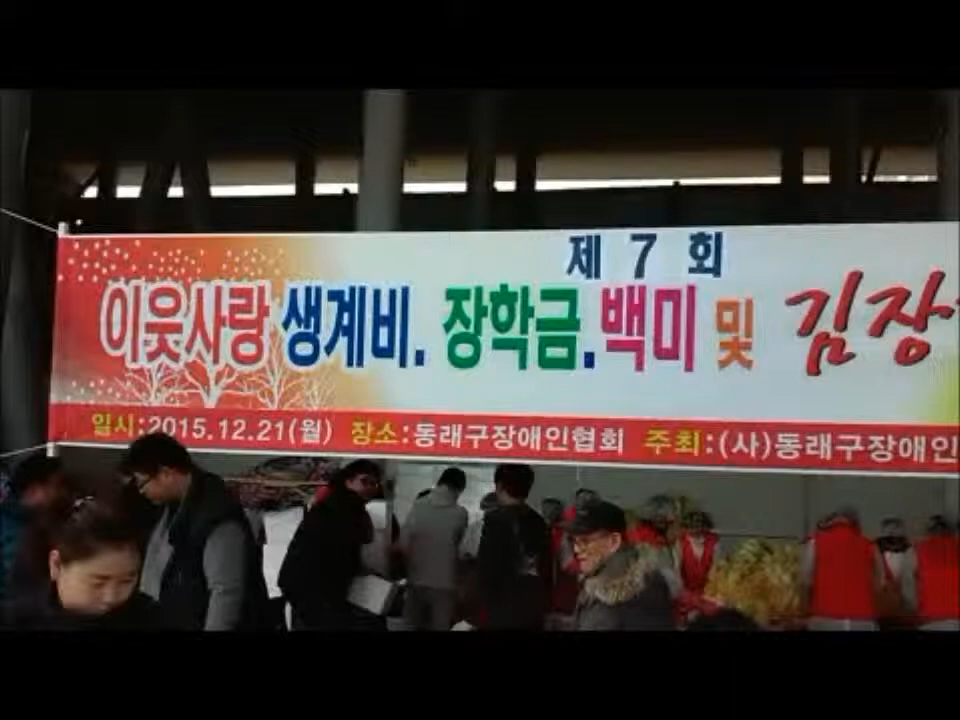 제 7 회
이웃사랑 생계비. 장학금.백미 및 김장
일시:2015.12.21(월) 장소:동래구장애인협회 주최:(사)동래구장애인